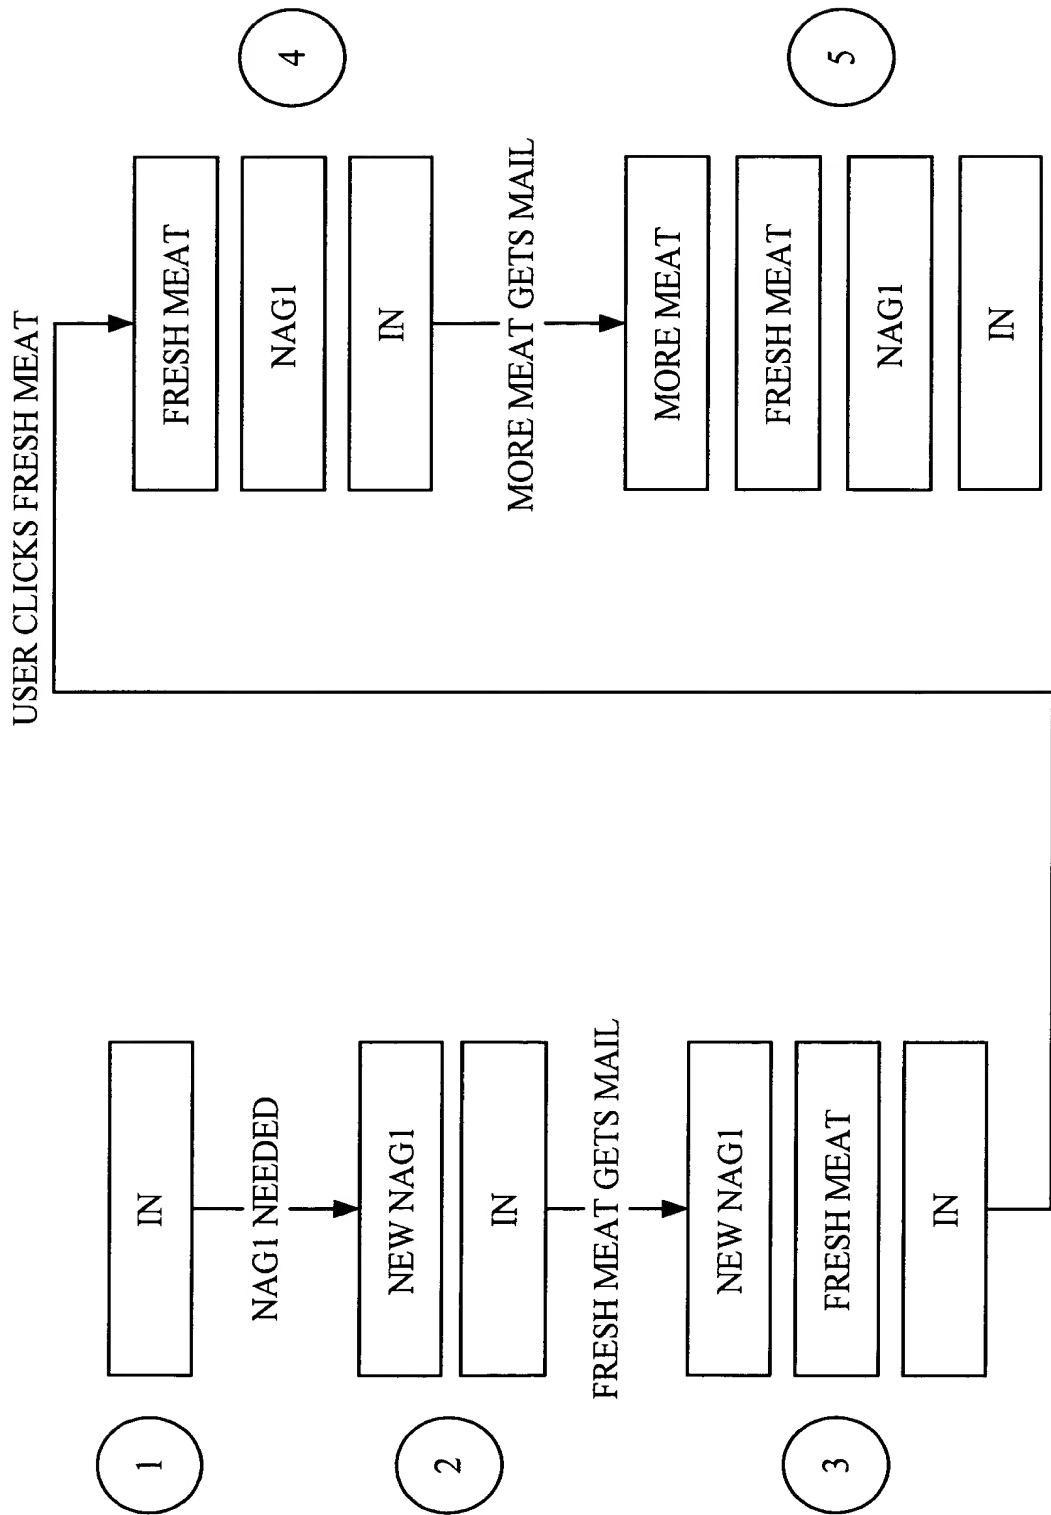 1
IN
NAG1 NEEDED
2
NEW NAG1
IN
FRESH MEAT GETS MAIL
3
NEW NAG1
FRESH MEAT
IN
USER CLICKS FRESH MEAT
4
FRESH MEAT
NAG1
IN
MORE MEAT GETS MAIL
5
MORE MEAT
FRESH MEAT
NAG1
IN